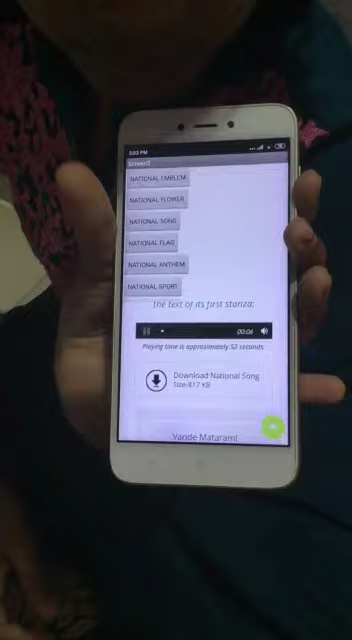 5:03 PM
Screen2
NATIONAL EMBLEM
NATIONAL FLOWER
NATIONAL SONG
NATIONAL FLAG
NATIONAL ANTHEM
NATIONAL SPORT
the text of its first stanza:
00:06
Playing time is approximately 52 seconds
Download National Song
Size-817 KB
Vande Mataram!